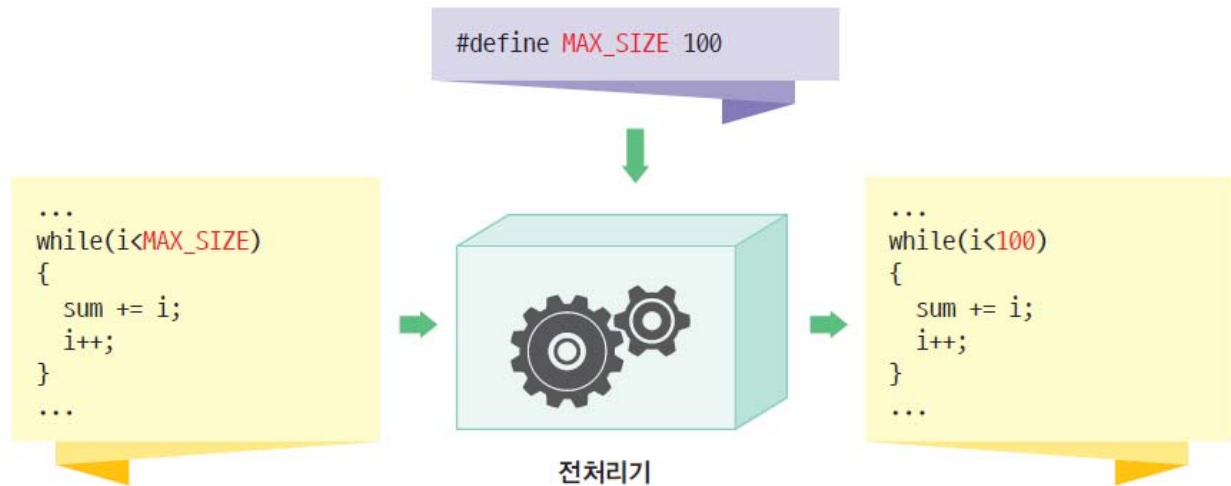 #define MAX_SIZE 100
...
while(i<MAX_SIZE)
{
  sum += i;
  i++;
}
...
전처리기
...
while(i<100)
{
  sum += i;
  i++;
}
...